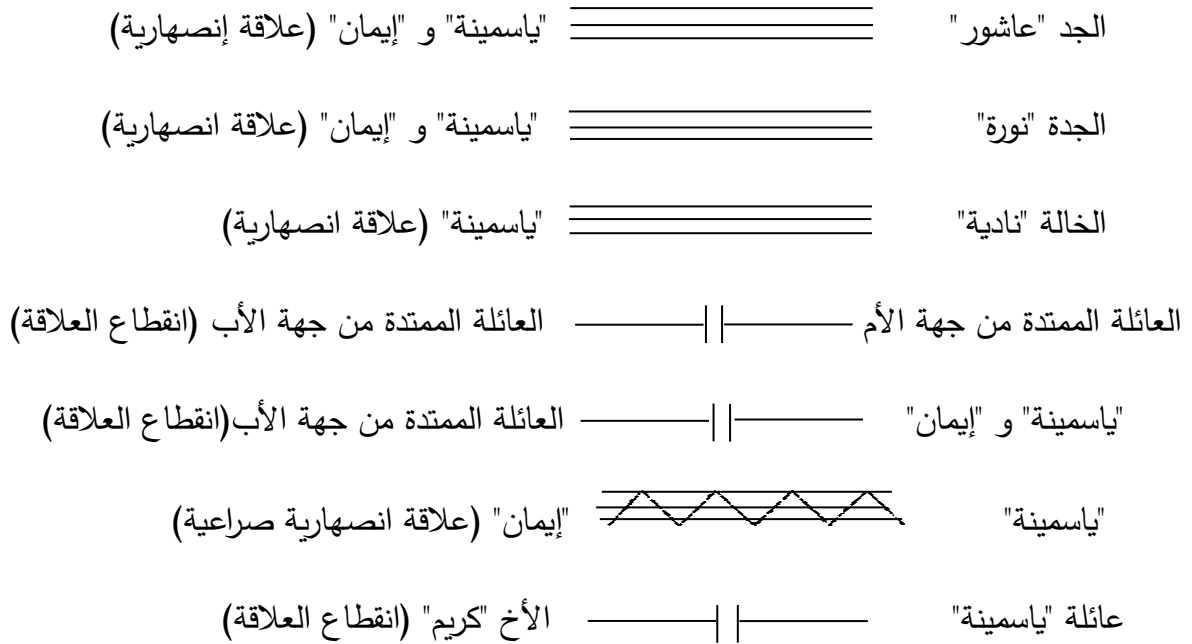 الجد "عاشور" "ياسمينة" و "إيمان" (علاقة إنصهارية)
الجدة "نورة" "ياسمينة" و "إيمان" (علاقة انصهارية)
الخالة "نادية" "ياسمينة" (علاقة انصهارية)
العائلة الممتدة من جهة الأم العائلة الممتدة من جهة الأب (انقطاع العلاقة)
"ياسمينة" و "إيمان" العائلة الممتدة من جهة الأب(انقطاع العلاقة)
"ياسمينة" "إيمان" (علاقة انصهارية صراعية)
عائلة "ياسمينة" الأخ "كريم" (انقطاع العلاقة)